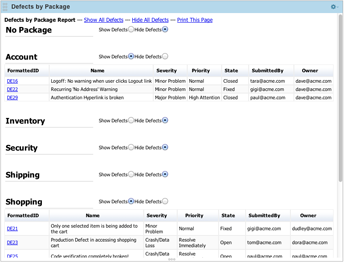 Defects by Package
Defects by Package Report — Show All Defects — Hide All Defects — Print This Page
No Package Show Defects Hide Defects
Account Show Defects Hide Defects
FormattedID Name Severity Priority State SubmittedBy Owner
DE16 Logoff: No warning when user clicks Logout link Minor Problem Normal Closed tara@acme.com dave@acme.com
DE22 Recurring 'No Address' Warning Minor Problem Normal Fixed gigi@acme.com dave@acme.com
DE29 Authentication Hyperlink is broken Major Problem High Attention Closed paul@acme.com dave@acme.com
Inventory Show Defects Hide Defects
Security Show Defects Hide Defects
Shipping Show Defects Hide Defects
Shopping Show Defects Hide Defects
FormattedID Name Severity Priority State SubmittedBy Owner
DE21 Only one selected item is being added to the cart Minor Problem Normal Fixed gigi@acme.com dudley@acme.com
DE23 Production Defect in accessing shopping cart Crash/Data Loss Resolve Immediately Open tom@acme.com dora@acme.com
DE25 Code verification completely broken! Crash/Data Resolve Open paul@acme.com dave@acme.com